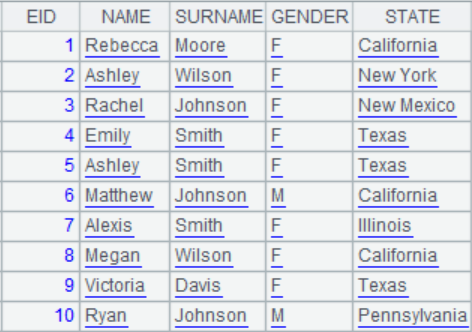 EID NAME SURNAME GENDER STATE
1 Rebecca Moore F California
2 Ashley Wilson F New York
3 Rachel Johnson F New Mexico
4 Emily Smith F Texas
5 Ashley Smith F Texas
6 Matthew Johnson M California
7 Alexis Smith F Illinois
8 Megan Wilson F California
9 Victoria Davis F Texas
10 Ryan Johnson M Pennsylvania